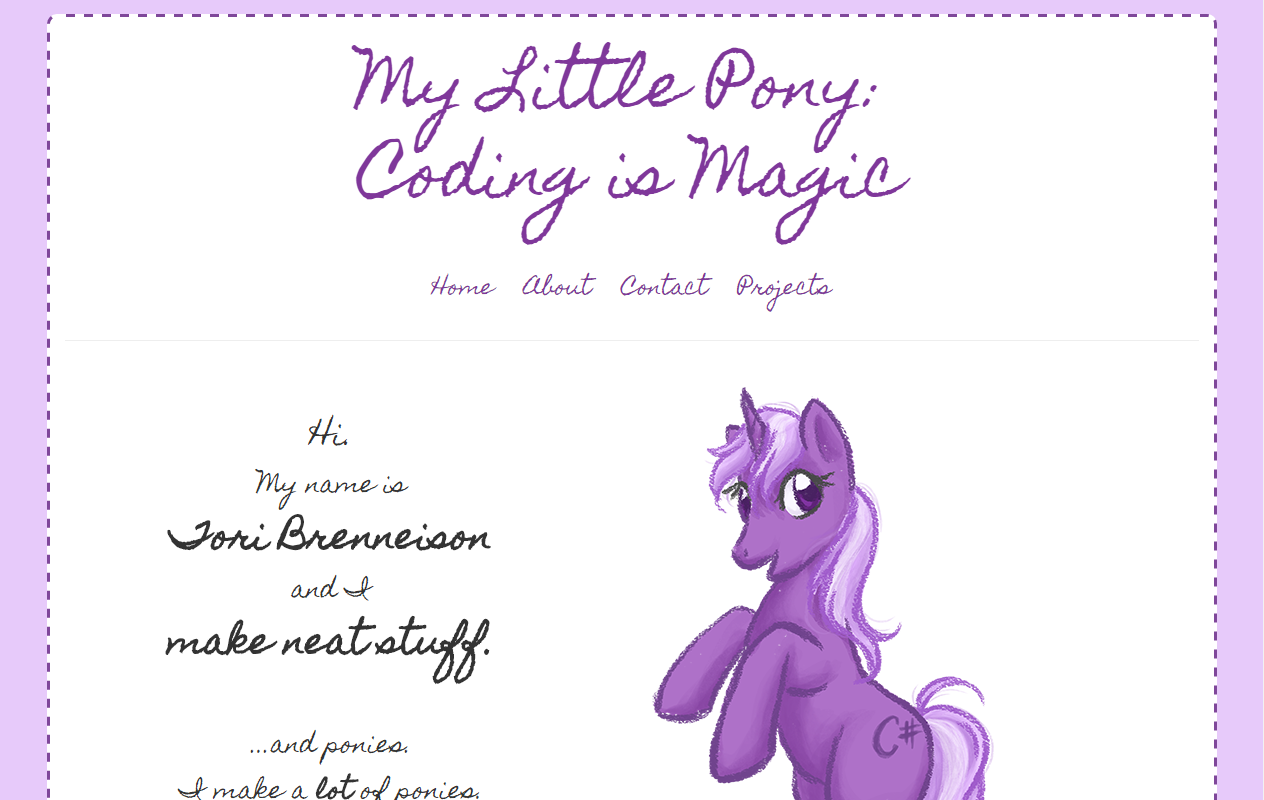 My Little Pony:
Coding is Magic
Home About Contact Projects
Hi.
My name is
Tori Brenneison
and I
make neat stuff.
...and ponies.
I make a lot of ponies.
C#